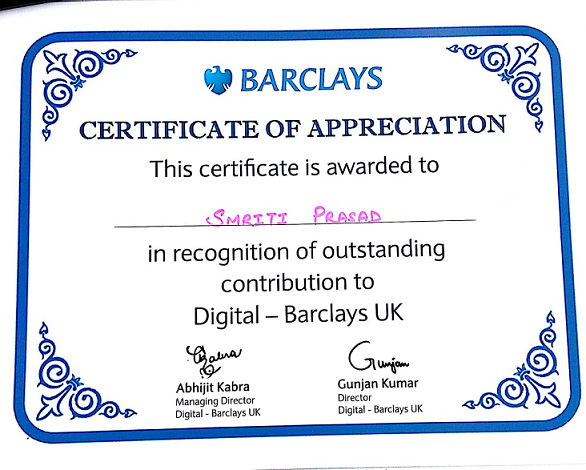 BARCLAYS
CERTIFICATE OF APPRECIATION
This certificate is awarded to
SMRITI PRASAD
in recognition of outstanding
contribution to
Digital – Barclays UK
Kabra
Gunjan
Abhijit Kabra
Managing Director
Digital - Barclays UK
Gunjan Kumar
Director
Digital - Barclays UK